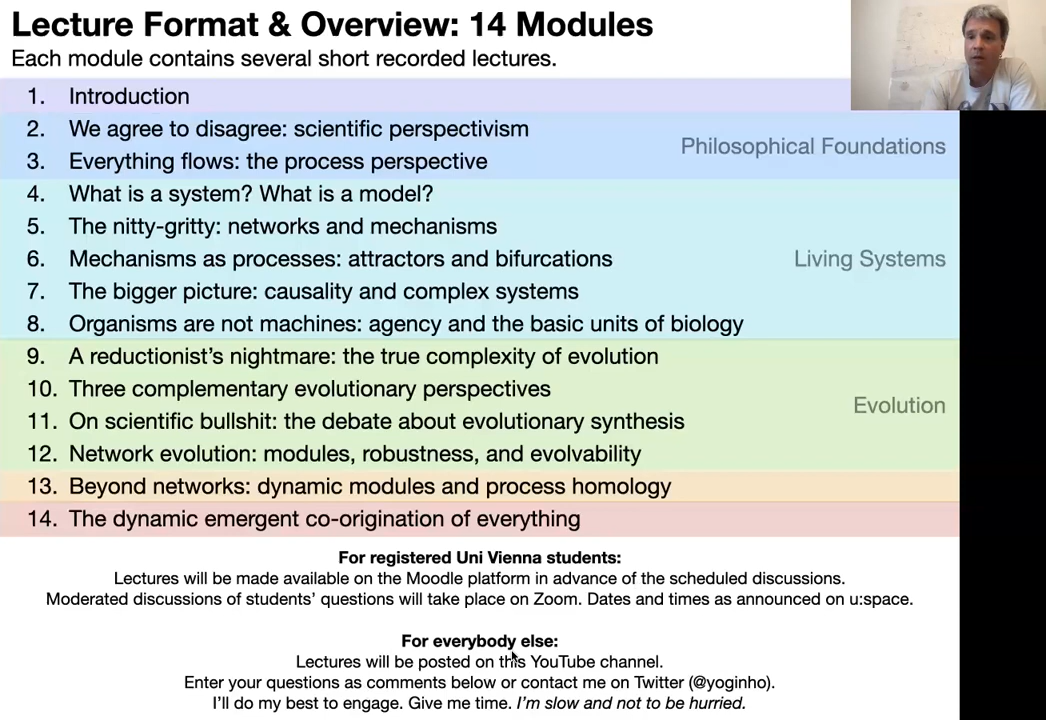 Lecture Format & Overview: 14 Modules
Each module contains several short recorded lectures.
1. Introduction
2. We agree to disagree: scientific perspectivism
Philosophical Foundations
3. Everything flows: the process perspective
4. What is a system? What is a model?
5. The nitty-gritty: networks and mechanisms
6. Mechanisms as processes: attractors and bifurcations
Living Systems
7. The bigger picture: causality and complex systems
8. Organisms are not machines: agency and the basic units of biology
9. A reductionist's nightmare: the true complexity of evolution
10. Three complementary evolutionary perspectives
Evolution
11. On scientific bullshit: the debate about evolutionary synthesis
12. Network evolution: modules, robustness, and evolvability
13. Beyond networks: dynamic modules and process homology
14. The dynamic emergent co-origination of everything
For registered Uni Vienna students:
Lectures will be made available on the Moodle platform in advance of the scheduled discussions.
Moderated discussions of students' questions will take place on Zoom. Dates and times as announced on u:space.
For everybody else:
Lectures will be posted on this YouTube channel.
Enter your questions as comments below or contact me on Twitter (@yoginho).
I'll do my best to engage. Give me time. I'm slow and not to be hurried.